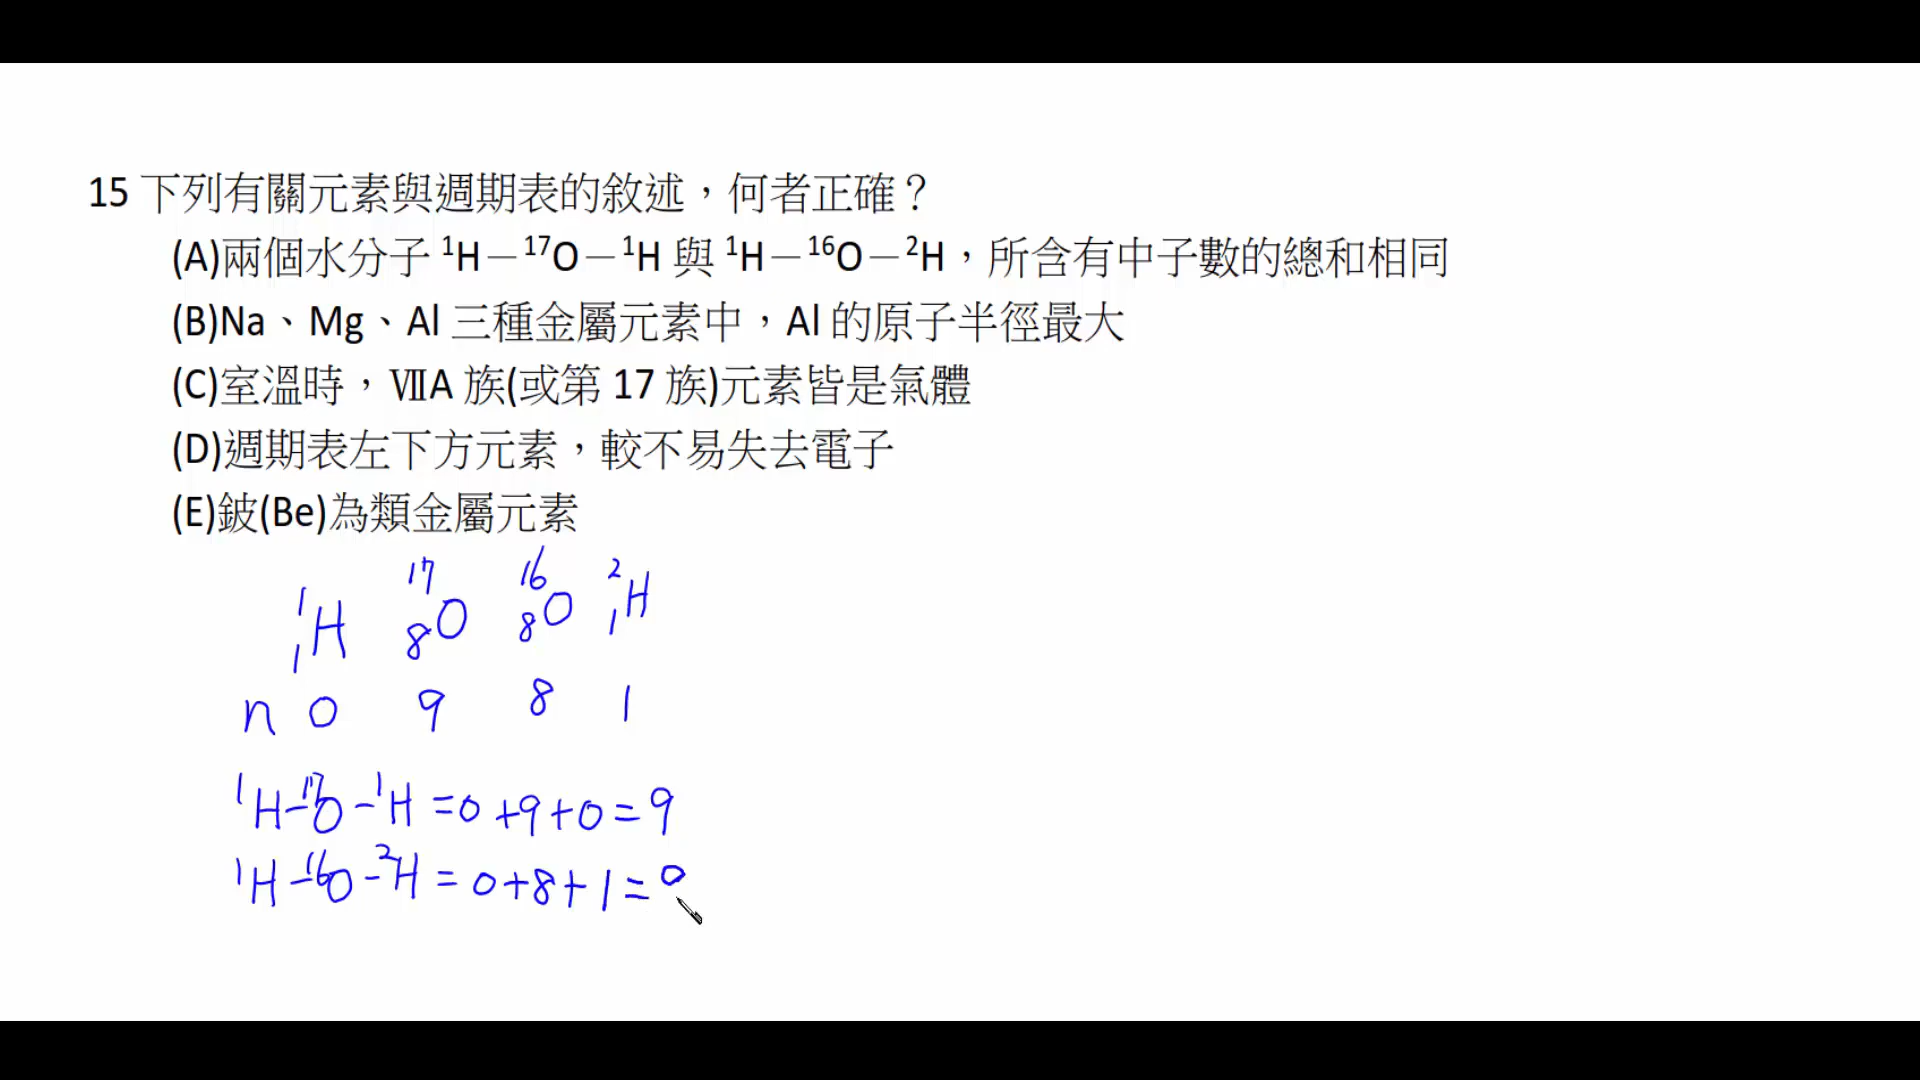 15 下列有關元素與週期表的敘述，何者正確？
(A)兩個水分子 ¹H－¹⁷O－¹H 與 ¹H－¹⁶O－²H，所含有中子數的總和相同
(B)Na、Mg、Al 三種金屬元素中，Al 的原子半徑最大
(C)室溫時，ⅦA 族(或第 17 族)元素皆是氣體
(D)週期表左下方元素，較不易失去電子
(E)鈹(Be)為類金屬元素
¹₁H ¹⁷₈O ¹⁶₈O ²₁H
n 0 9 8 1
¹H-¹⁷O-¹H =0+9+0=9
¹H-¹⁶O-²H = 0+8+1=